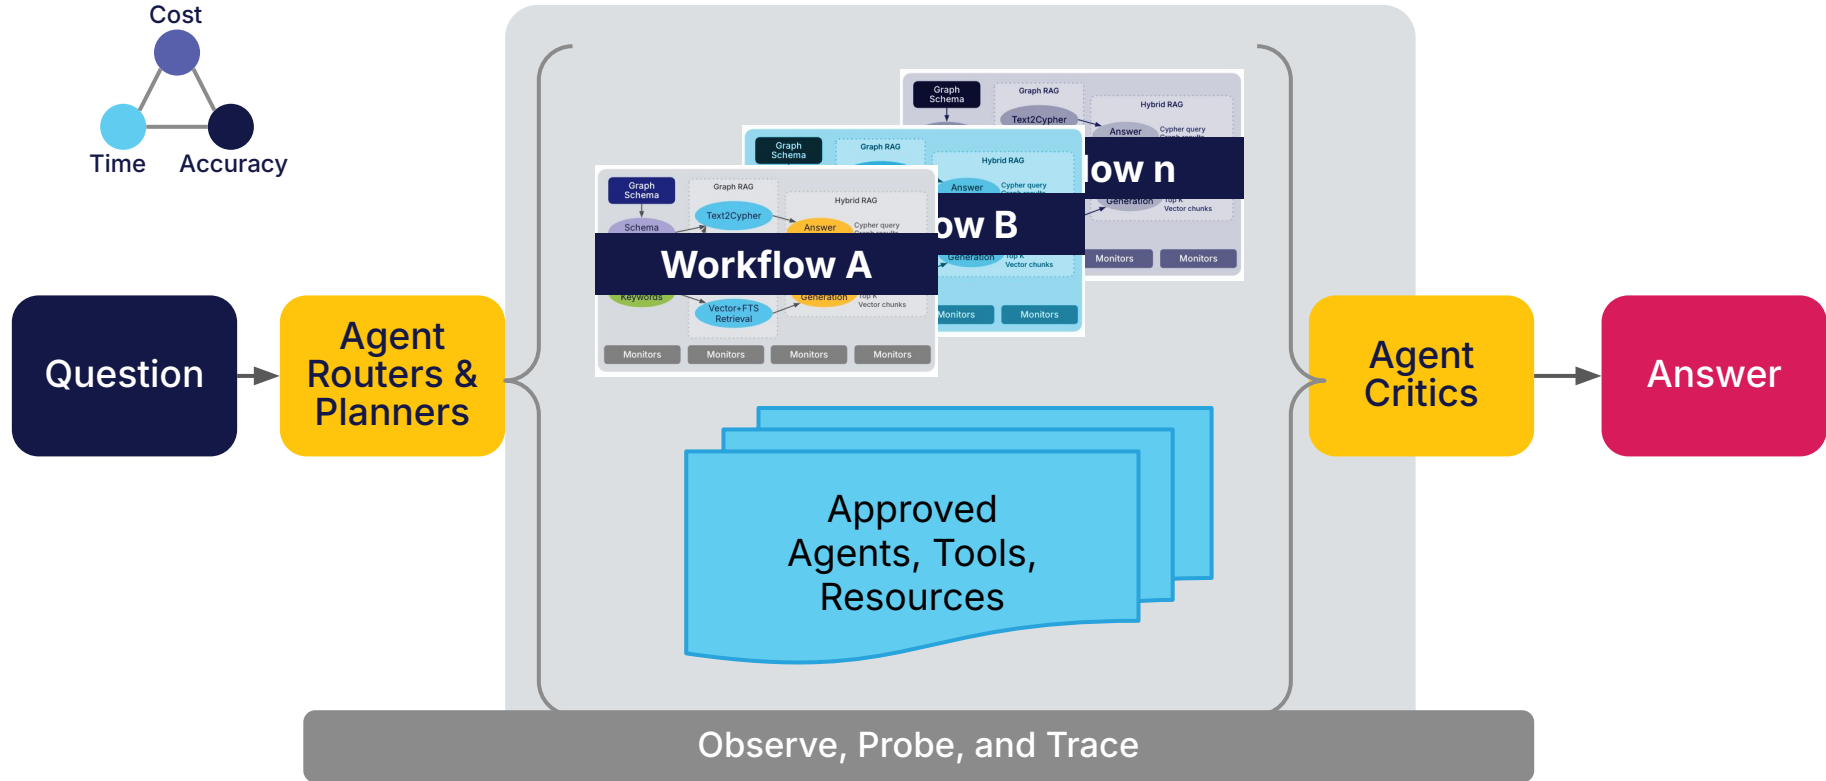 Cost
Time
Accuracy
Question
Agent
Routers &
Planners
Graph
Schema
Graph RAG
Hybrid RAG
Text2Cypher
Answer
Cypher query
low n
Generation
Vector chunks
Monitors
Monitors
Graph
Schema
Graph RAG
Hybrid RAG
Answer
Cypher query
ow B
Generation
Vector chunks
Monitors
Monitors
Graph
Schema
Graph RAG
Hybrid RAG
Text2Cypher
Schema
Answer
Cypher query
Workflow A
Keywords
Generation
Top K
Vector chunks
Vector+FTS
Retrieval
Monitors
Monitors
Monitors
Monitors
Approved
Agents, Tools,
Resources
Agent
Critics
Answer
Observe, Probe, and Trace